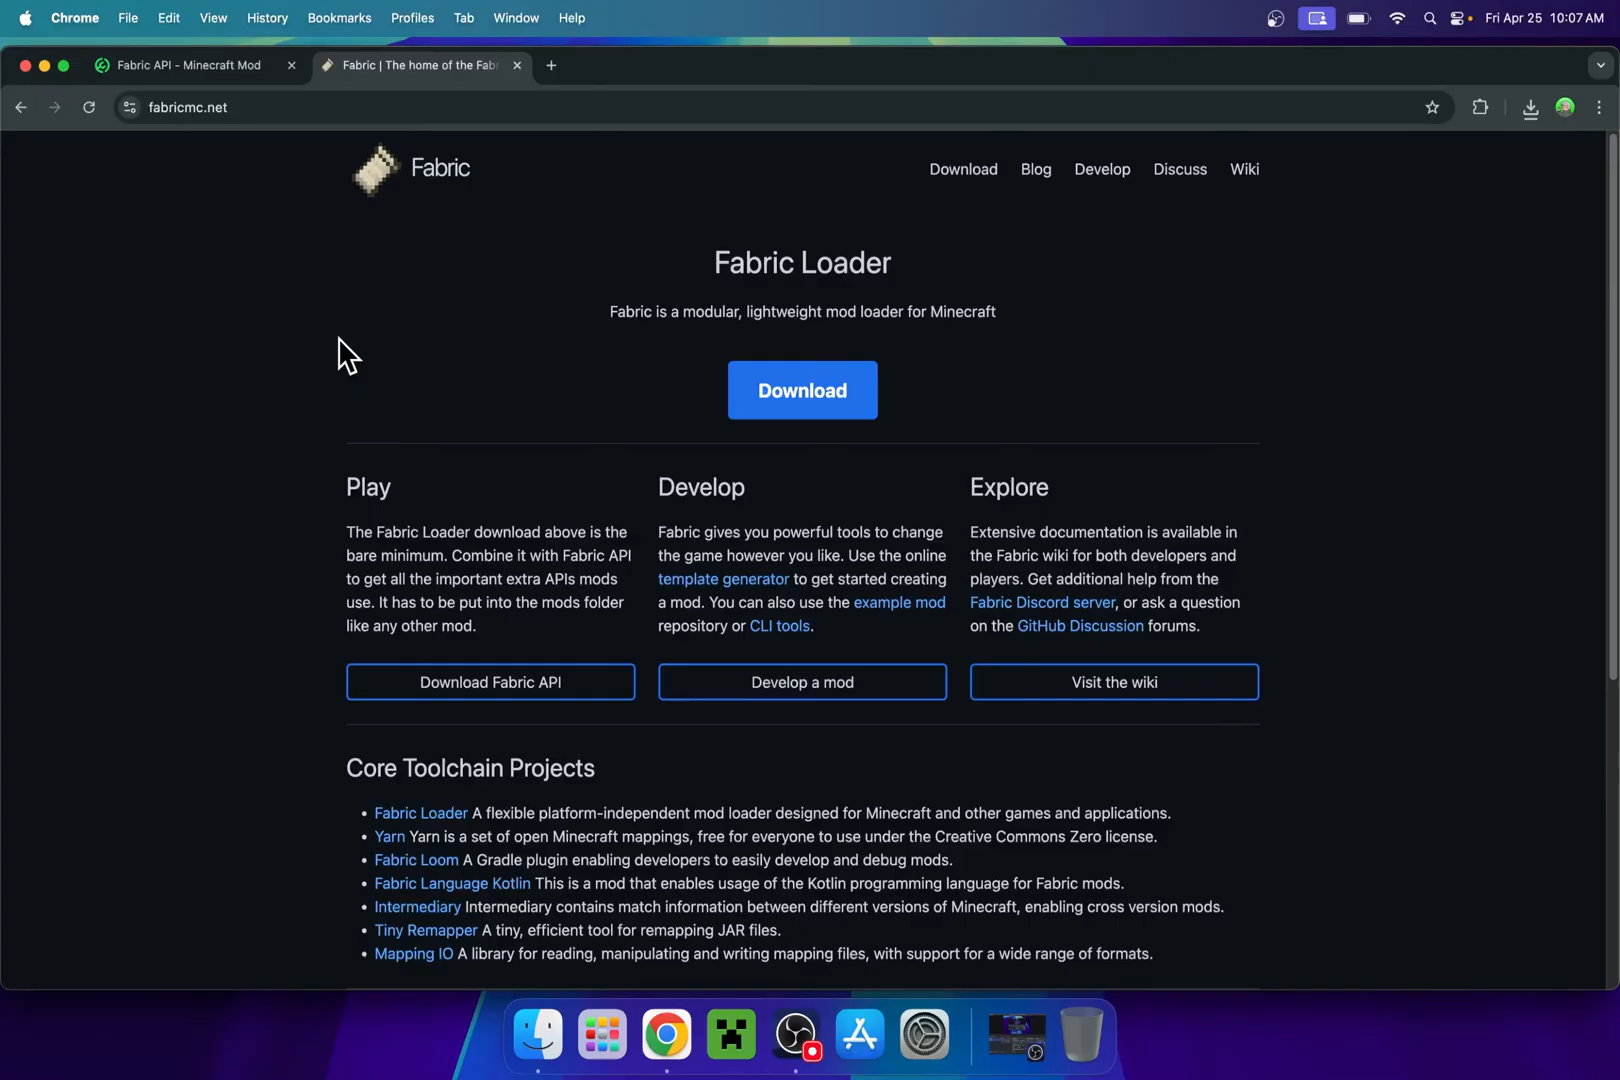 Chrome File Edit View History Bookmarks Profiles Tab Window Help Fri Apr 25 10:07 AM
Fabric API - Minecraft Mod Fabric | The home of the Fabr
fabricmc.net
Fabric Download Blog Develop Discuss Wiki
Fabric Loader
Fabric is a modular, lightweight mod loader for Minecraft
Download
Play
The Fabric Loader download above is the
bare minimum. Combine it with Fabric API
to get all the important extra APIs mods
use. It has to be put into the mods folder
like any other mod.
Download Fabric API
Develop
Fabric gives you powerful tools to change
the game however you like. Use the online
template generator to get started creating
a mod. You can also use the example mod
repository or CLI tools.
Develop a mod
Explore
Extensive documentation is available in
the Fabric wiki for both developers and
players. Get additional help from the
Fabric Discord server, or ask a question
on the GitHub Discussion forums.
Visit the wiki
Core Toolchain Projects
• Fabric Loader A flexible platform-independent mod loader designed for Minecraft and other games and applications.
• Yarn Yarn is a set of open Minecraft mappings, free for everyone to use under the Creative Commons Zero license.
• Fabric Loom A Gradle plugin enabling developers to easily develop and debug mods.
• Fabric Language Kotlin This is a mod that enables usage of the Kotlin programming language for Fabric mods.
• Intermediary Intermediary contains match information between different versions of Minecraft, enabling cross version mods.
• Tiny Remapper A tiny, efficient tool for remapping JAR files.
• Mapping IO A library for reading, manipulating and writing mapping files, with support for a wide range of formats.